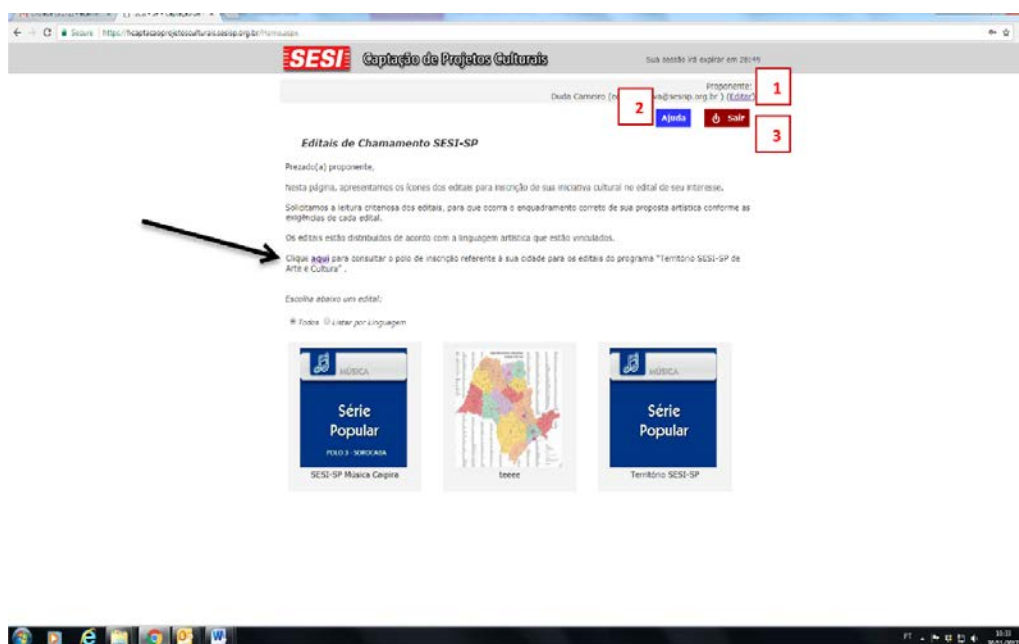 Secure
SESI
Captação de Projetos Culturais
Sua sessão irá expirar em
Proponente:
Duda Carneiro
(Editar)
1
2
Ajuda
Sair
3
Editais de Chamamento SESI-SP
Prezado(a) proponente,
Nesta página, apresentamos os ícones dos editais para inscrição de sua iniciativa cultural no edital de seu interesse.
Solicitamos a leitura criteriosa dos editais, para que ocorra o enquadramento correto de sua proposta artística conforme as
exigências de cada edital.
Os editais estão distribuídos de acordo com a linguagem artística que estão vinculados.
Clique aqui para consultar o polo de inscrição referente à sua cidade para os editais do programa "Território SESI-SP de
Arte e Cultura" .
Escolha abaixo um edital:
Todos Listar por Linguagem
MÚSICA
Série
Popular
POLO 3 - SOROCABA
SESI-SP Música Caipira
teeee
MÚSICA
Série
Popular
Território SESI-SP
PT